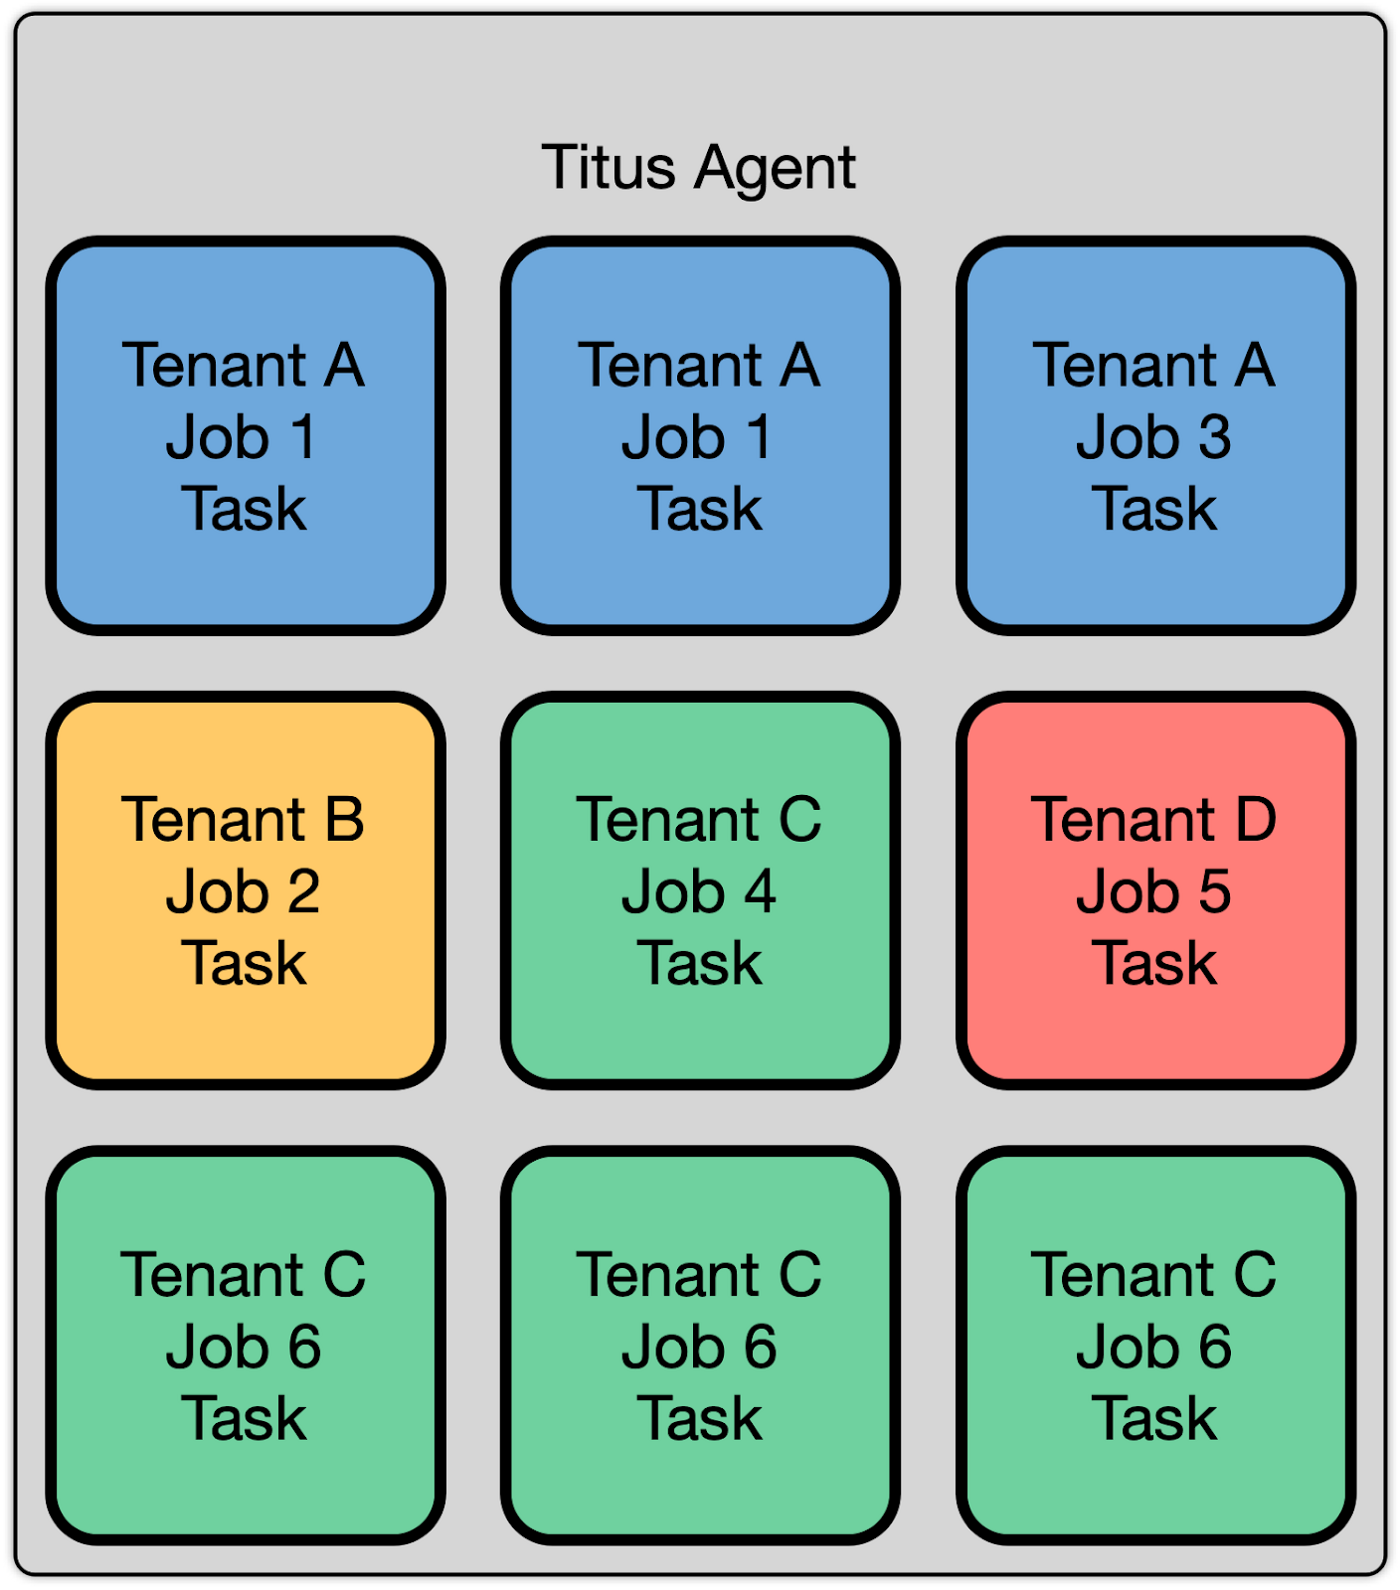 Titus Agent
Tenant A
Job 1
Task
Tenant A
Job 1
Task
Tenant A
Job 3
Task
Tenant B
Job 2
Task
Tenant C
Job 4
Task
Tenant D
Job 5
Task
Tenant C
Job 6
Task
Tenant C
Job 6
Task
Tenant C
Job 6
Task